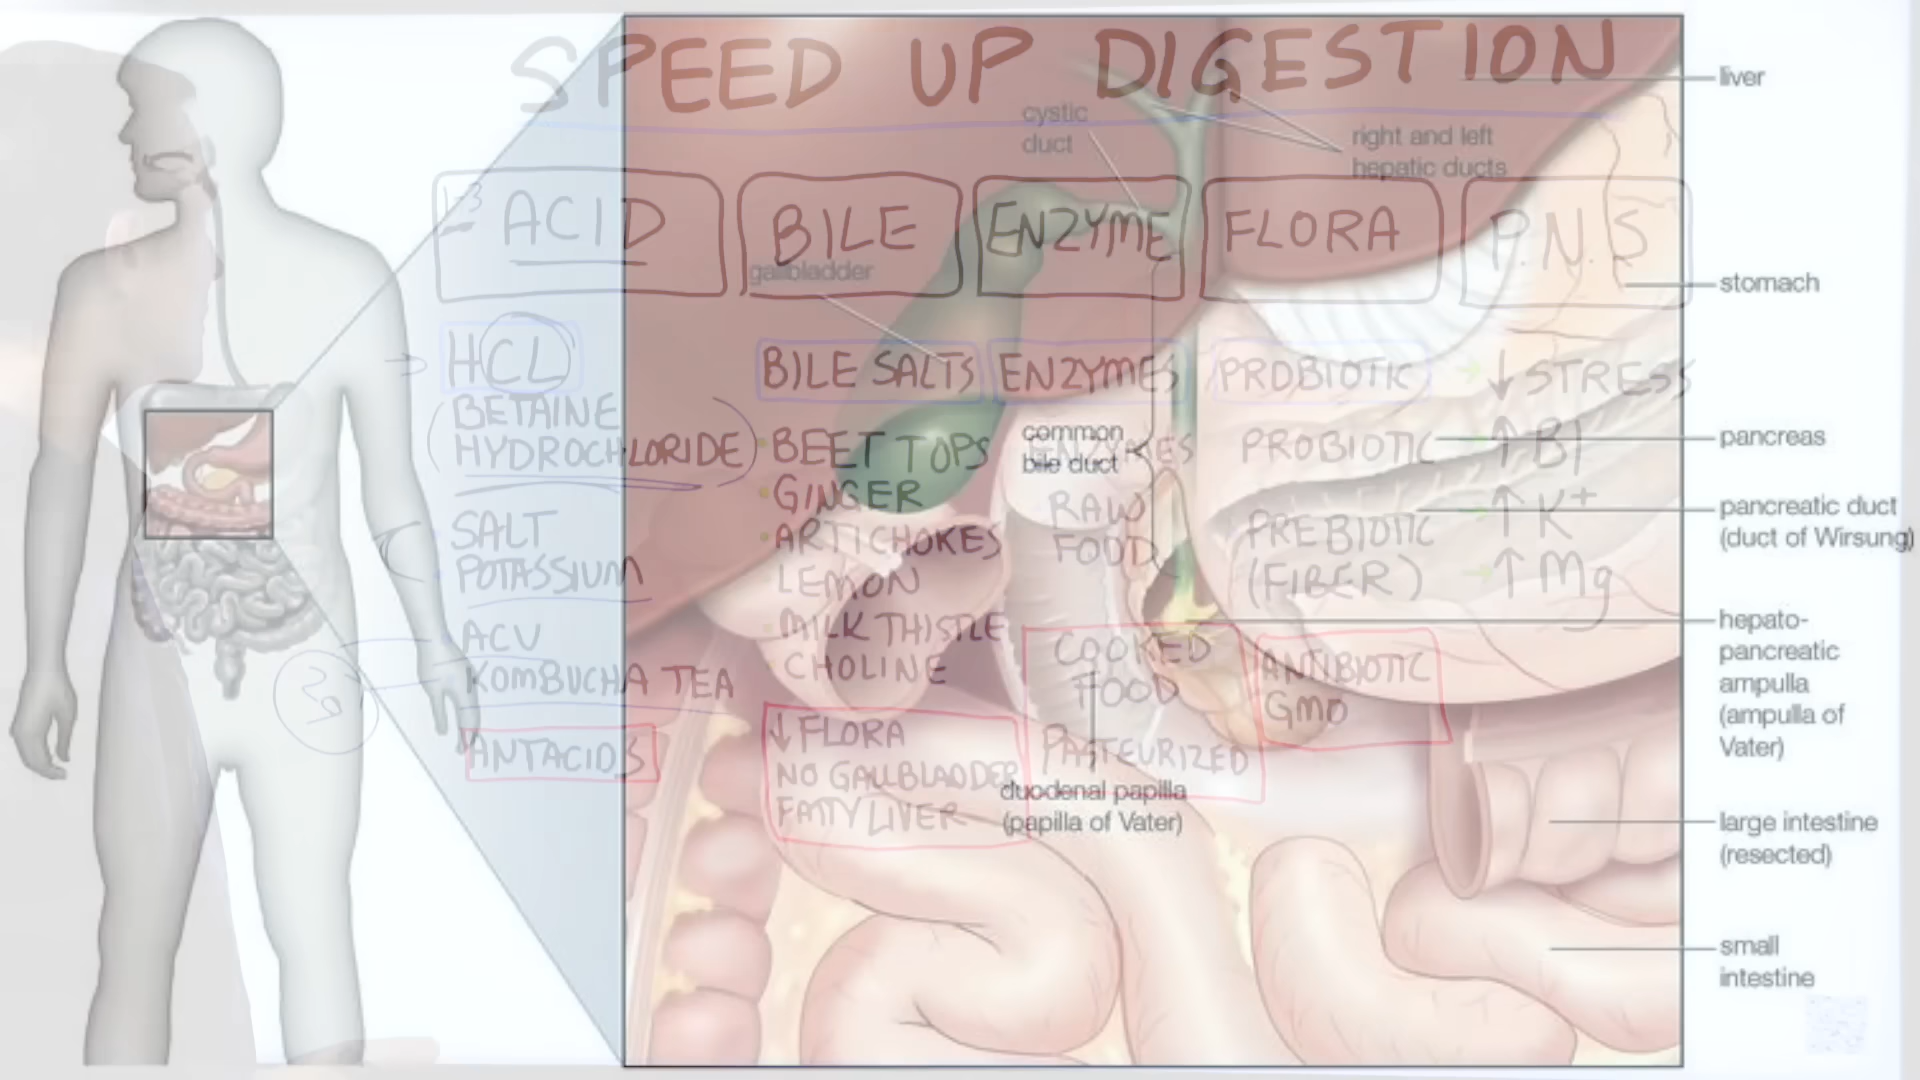 SPEED UP DIGESTION
liver
cystic
duct
right and left
hepatic ducts
ACID
BILE
ENZYME
FLORA
P.N.S
gallbladder
stomach
HCL
BETAINE
(HYDROCHLORIDE)
SALT
POTASSIUM
ACV
KOMBUCHA TEA
ANTACIDS
BILE SALTS
BEET TOPS
GINGER
ARTICHOKES
LEMON
MILK THISTLE
CHOLINE
↓ FLORA
NO GALLBLADDER
FATTY LIVER
ENZYMES
ENZYMES
common
bile duct
RAW
FOOD
COOKED
FOOD
PASTEURIZED
duodenal papilla
(papilla of Vater)
PROBIOTIC
PROBIOTIC
PREBIOTIC
(FIBER)
ANTIBIOTIC
GMO
↓ STRESS
↑ B1
↑ K+
↑ Mg
pancreas
pancreatic duct
(duct of Wirsung)
hepato-
pancreatic
ampulla
(ampulla of
Vater)
large intestine
(resected)
small
intestine